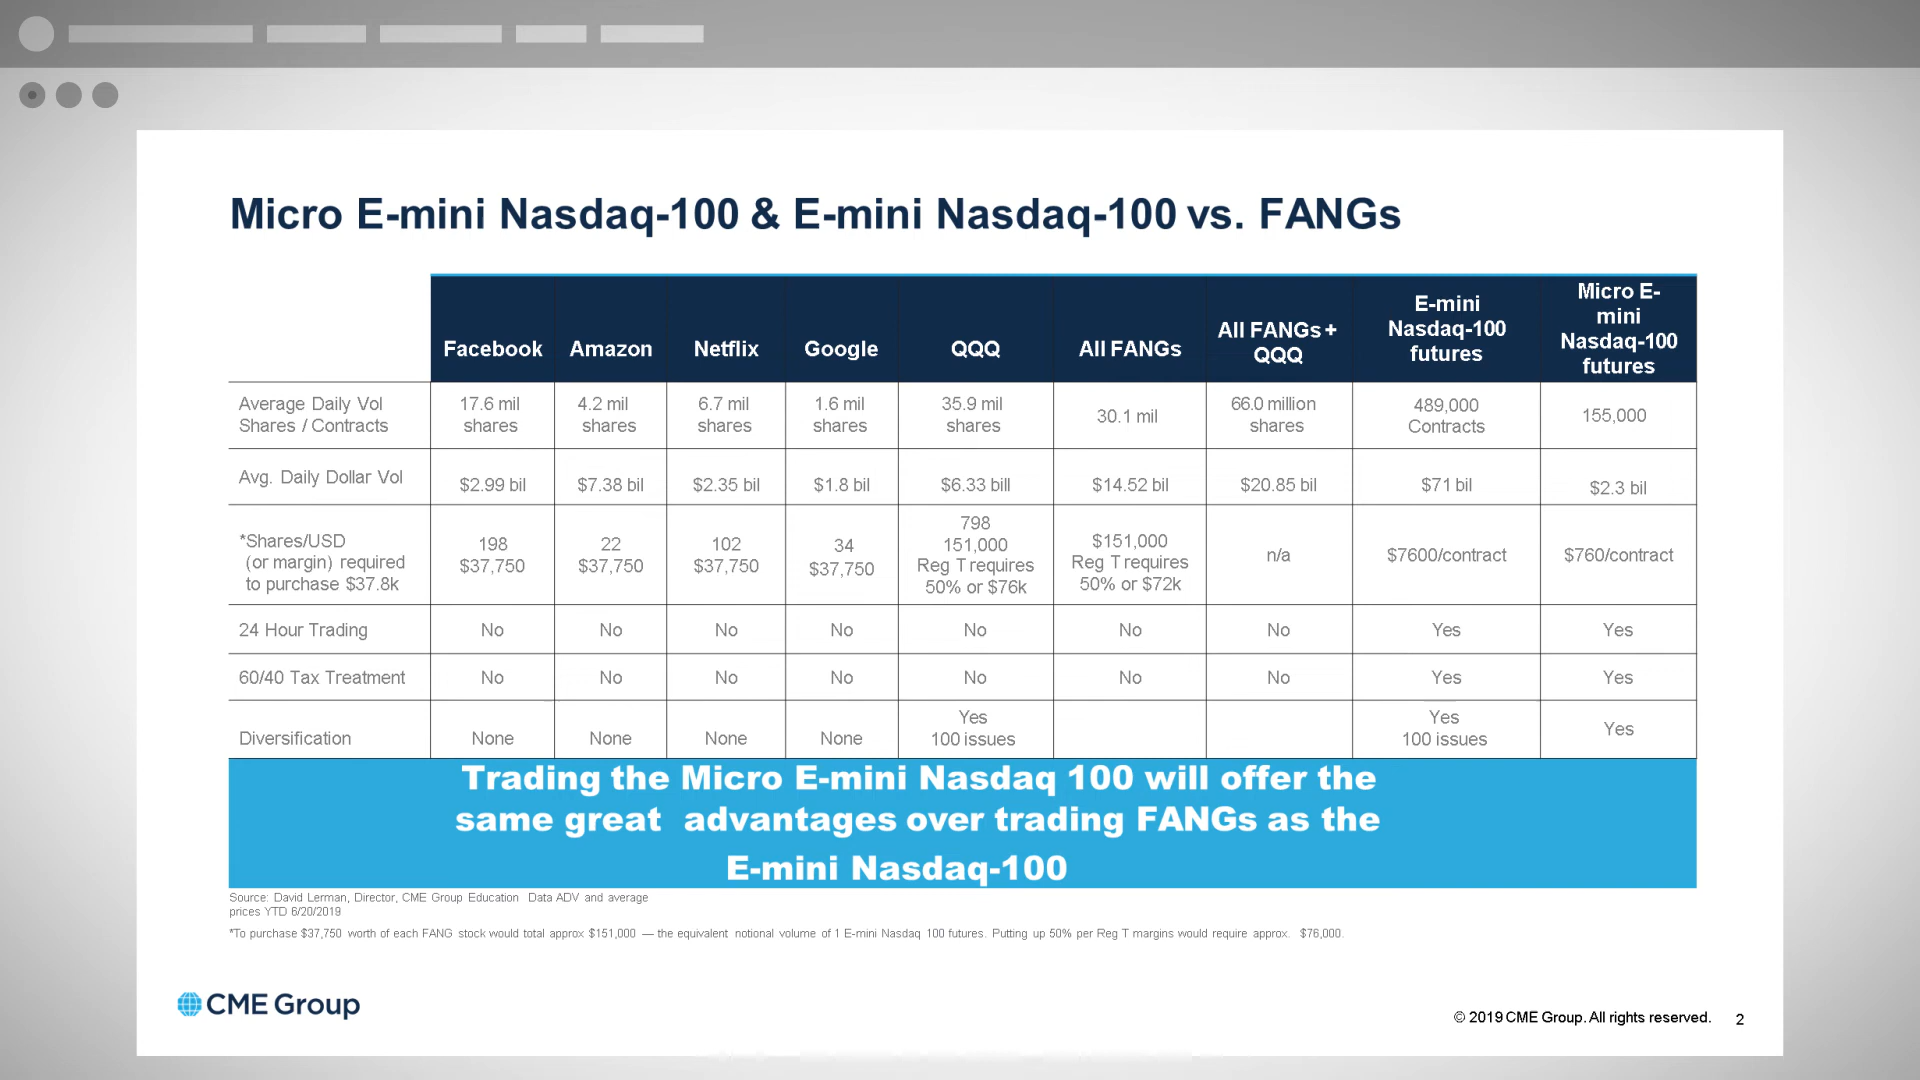 Micro E-mini Nasdaq-100 & E-mini Nasdaq-100 vs. FANGs
Facebook Amazon Netflix Google QQQ All FANGs All FANGs + QQQ E-mini Nasdaq-100 futures Micro E-mini Nasdaq-100 futures
Average Daily Vol Shares / Contracts 17.6 mil shares 4.2 mil shares 6.7 mil shares 1.6 mil shares 35.9 mil shares 30.1 mil 66.0 million shares 489,000 Contracts 155,000
Avg. Daily Dollar Vol $2.99 bil $7.38 bil $2.35 bil $1.8 bil $6.33 bill $14.52 bil $20.85 bil $71 bil $2.3 bil
*Shares/USD (or margin) required to purchase $37.8k 198 $37,750 22 $37,750 102 $37,750 34 $37,750 798 151,000 Reg T requires 50% or $76k $151,000 Reg T requires 50% or $72k n/a $7600/contract $760/contract
24 Hour Trading No No No No No No No Yes Yes
60/40 Tax Treatment No No No No No No No Yes Yes
Diversification None None None None Yes 100 issues Yes 100 issues Yes
Trading the Micro E-mini Nasdaq 100 will offer the
same great advantages over trading FANGs as the
E-mini Nasdaq-100
Source: David Lerman, Director, CME Group Education Data ADV and average
prices YTD 6/20/2019
*To purchase $37,750 worth of each FANG stock would total approx $151,000 — the equivalent notional volume of 1 E-mini Nasdaq 100 futures. Putting up 50% per Reg T margins would require approx. $76,000.
CME Group
© 2019 CME Group. All rights reserved. 2